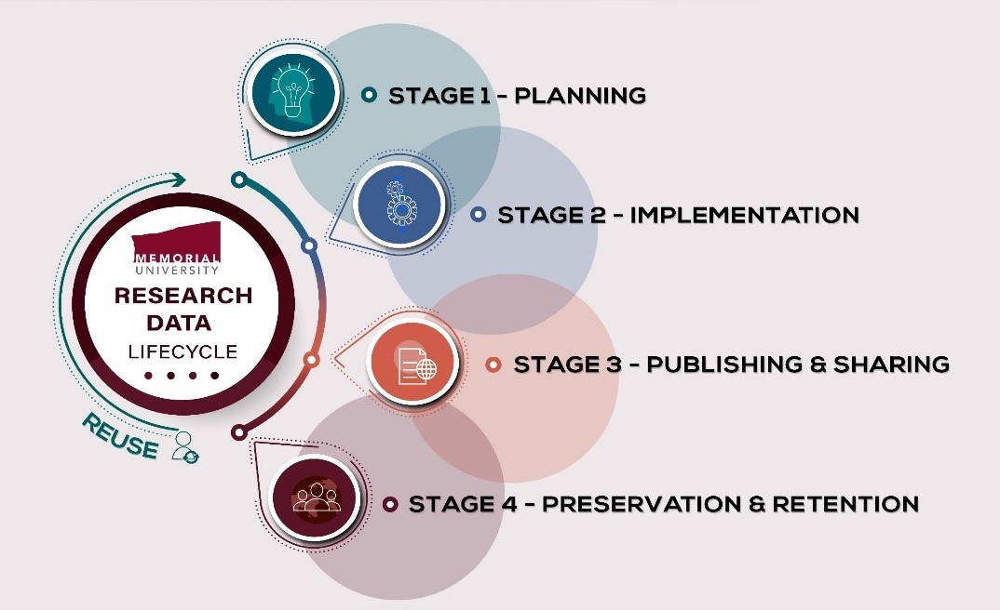 STAGE 1 - PLANNING
STAGE 2 - IMPLEMENTATION
MEMORIAL
UNIVERSITY
RESEARCH
DATA
LIFECYCLE
STAGE 3 - PUBLISHING & SHARING
REUSE
STAGE 4 - PRESERVATION & RETENTION